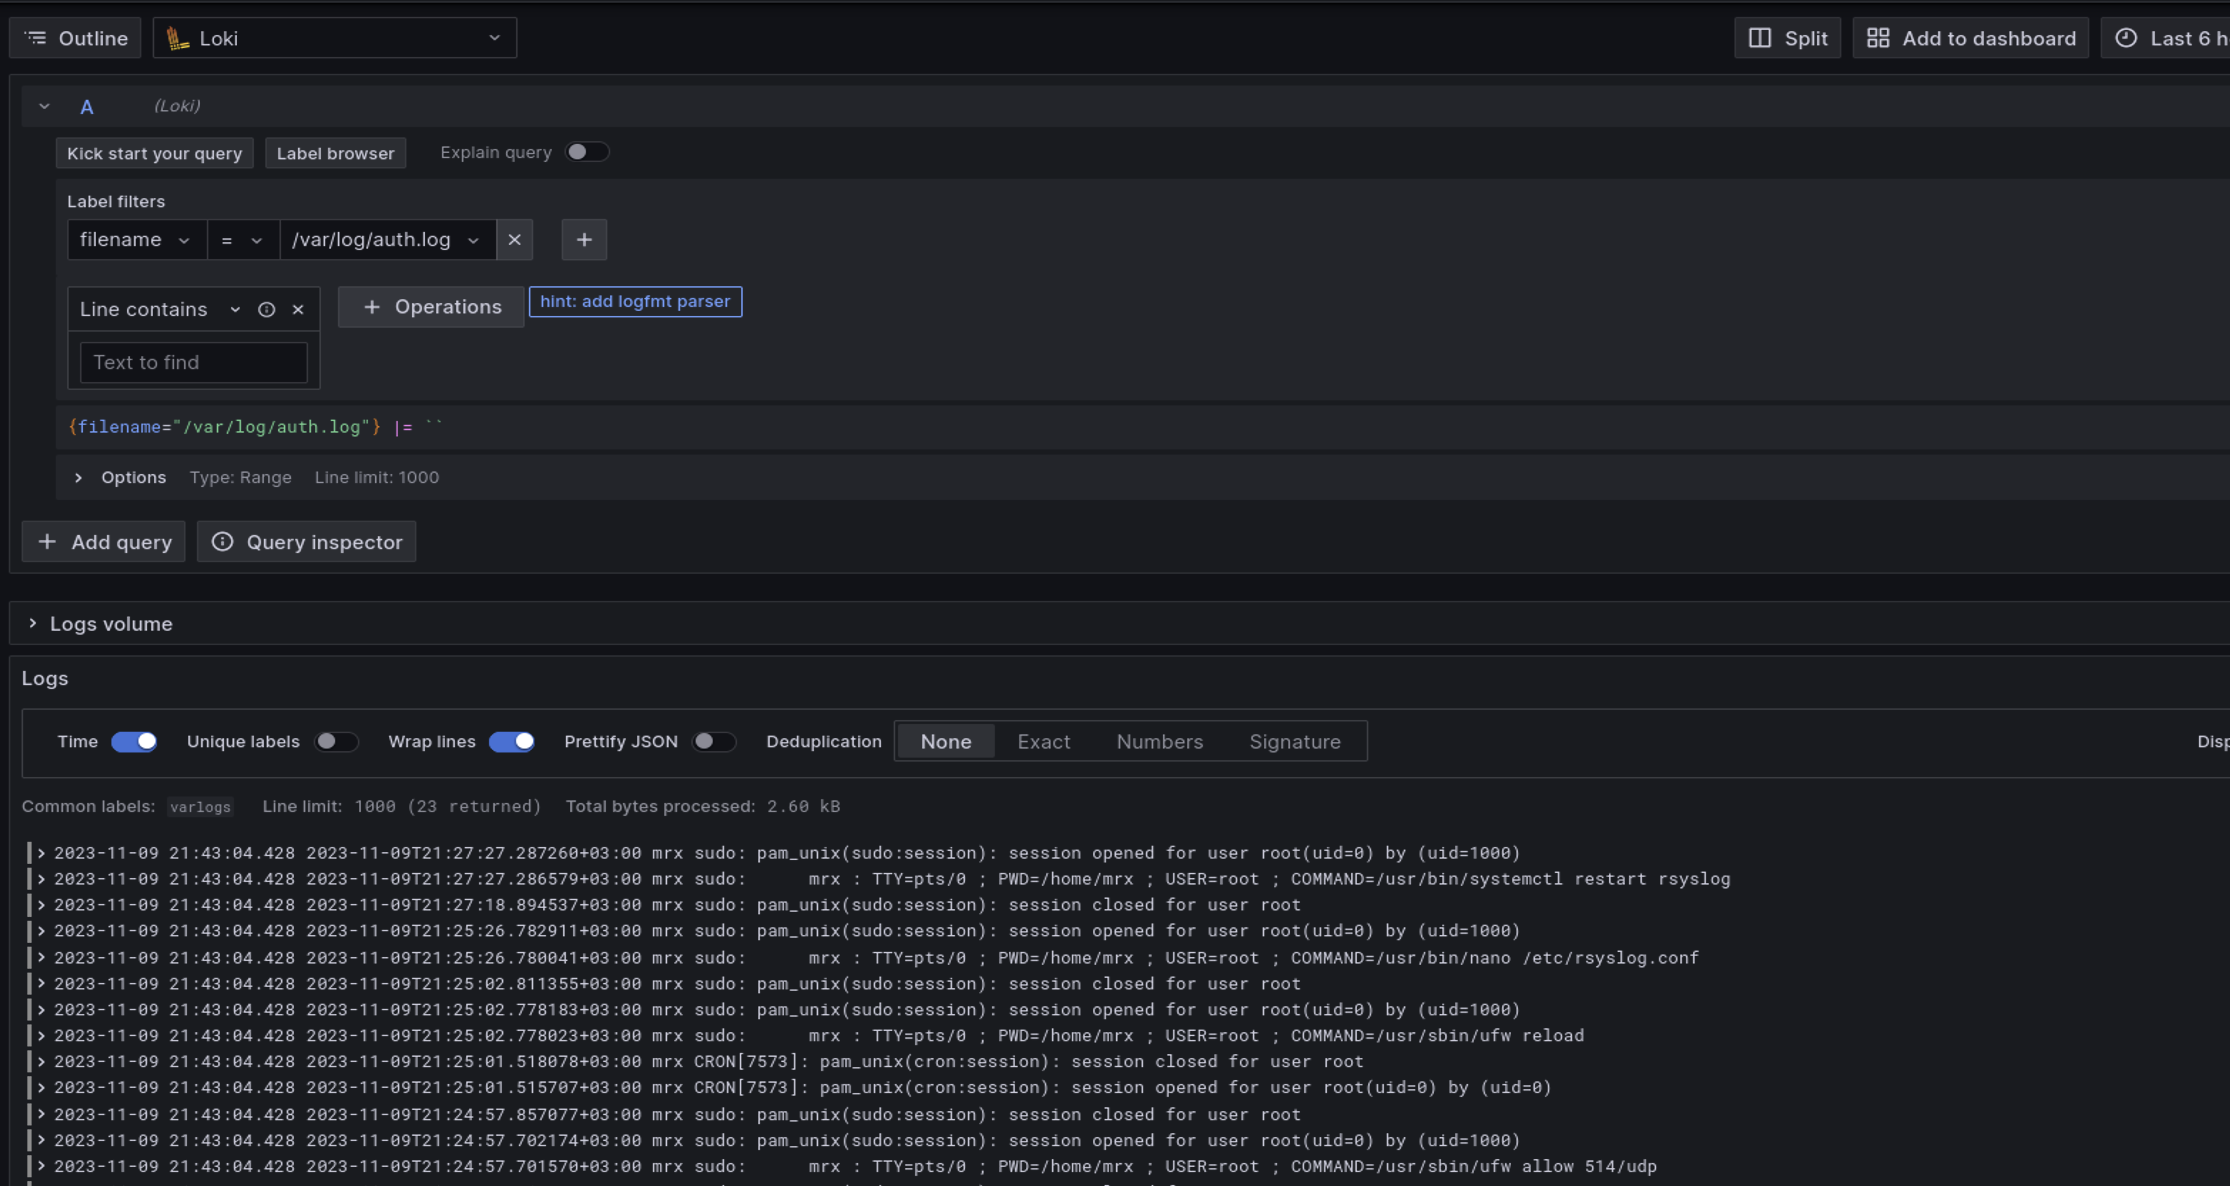 Outline Loki Split Add to dashboard Last 6 h
A (Loki)
Kick start your query Label browser Explain query
Label filters
filename = /var/log/auth.log
Line contains + Operations hint: add logfmt parser
Text to find
{filename="/var/log/auth.log"} |= ``
Options Type: Range Line limit: 1000
+ Add query Query inspector
Logs volume
Logs
Time Unique labels Wrap lines Prettify JSON Deduplication None Exact Numbers Signature Disp
Common labels: varlogs Line limit: 1000 (23 returned) Total bytes processed: 2.60 kB
2023-11-09 21:43:04.428 2023-11-09T21:27:27.287260+03:00 mrx sudo: pam_unix(sudo:session): session opened for user root(uid=0) by (uid=1000)
2023-11-09 21:43:04.428 2023-11-09T21:27:27.286579+03:00 mrx sudo:      mrx : TTY=pts/0 ; PWD=/home/mrx ; USER=root ; COMMAND=/usr/bin/systemctl restart rsyslog
2023-11-09 21:43:04.428 2023-11-09T21:27:18.894537+03:00 mrx sudo: pam_unix(sudo:session): session closed for user root
2023-11-09 21:43:04.428 2023-11-09T21:25:26.782911+03:00 mrx sudo: pam_unix(sudo:session): session opened for user root(uid=0) by (uid=1000)
2023-11-09 21:43:04.428 2023-11-09T21:25:26.780041+03:00 mrx sudo:      mrx : TTY=pts/0 ; PWD=/home/mrx ; USER=root ; COMMAND=/usr/bin/nano /etc/rsyslog.conf
2023-11-09 21:43:04.428 2023-11-09T21:25:02.811355+03:00 mrx sudo: pam_unix(sudo:session): session closed for user root
2023-11-09 21:43:04.428 2023-11-09T21:25:02.778183+03:00 mrx sudo: pam_unix(sudo:session): session opened for user root(uid=0) by (uid=1000)
2023-11-09 21:43:04.428 2023-11-09T21:25:02.778023+03:00 mrx sudo:      mrx : TTY=pts/0 ; PWD=/home/mrx ; USER=root ; COMMAND=/usr/sbin/ufw reload
2023-11-09 21:43:04.428 2023-11-09T21:25:01.518078+03:00 mrx CRON[7573]: pam_unix(cron:session): session closed for user root
2023-11-09 21:43:04.428 2023-11-09T21:25:01.515707+03:00 mrx CRON[7573]: pam_unix(cron:session): session opened for user root(uid=0) by (uid=0)
2023-11-09 21:43:04.428 2023-11-09T21:24:57.857077+03:00 mrx sudo: pam_unix(sudo:session): session closed for user root
2023-11-09 21:43:04.428 2023-11-09T21:24:57.702174+03:00 mrx sudo: pam_unix(sudo:session): session opened for user root(uid=0) by (uid=1000)
2023-11-09 21:43:04.428 2023-11-09T21:24:57.701570+03:00 mrx sudo:      mrx : TTY=pts/0 ; PWD=/home/mrx ; USER=root ; COMMAND=/usr/sbin/ufw allow 514/udp